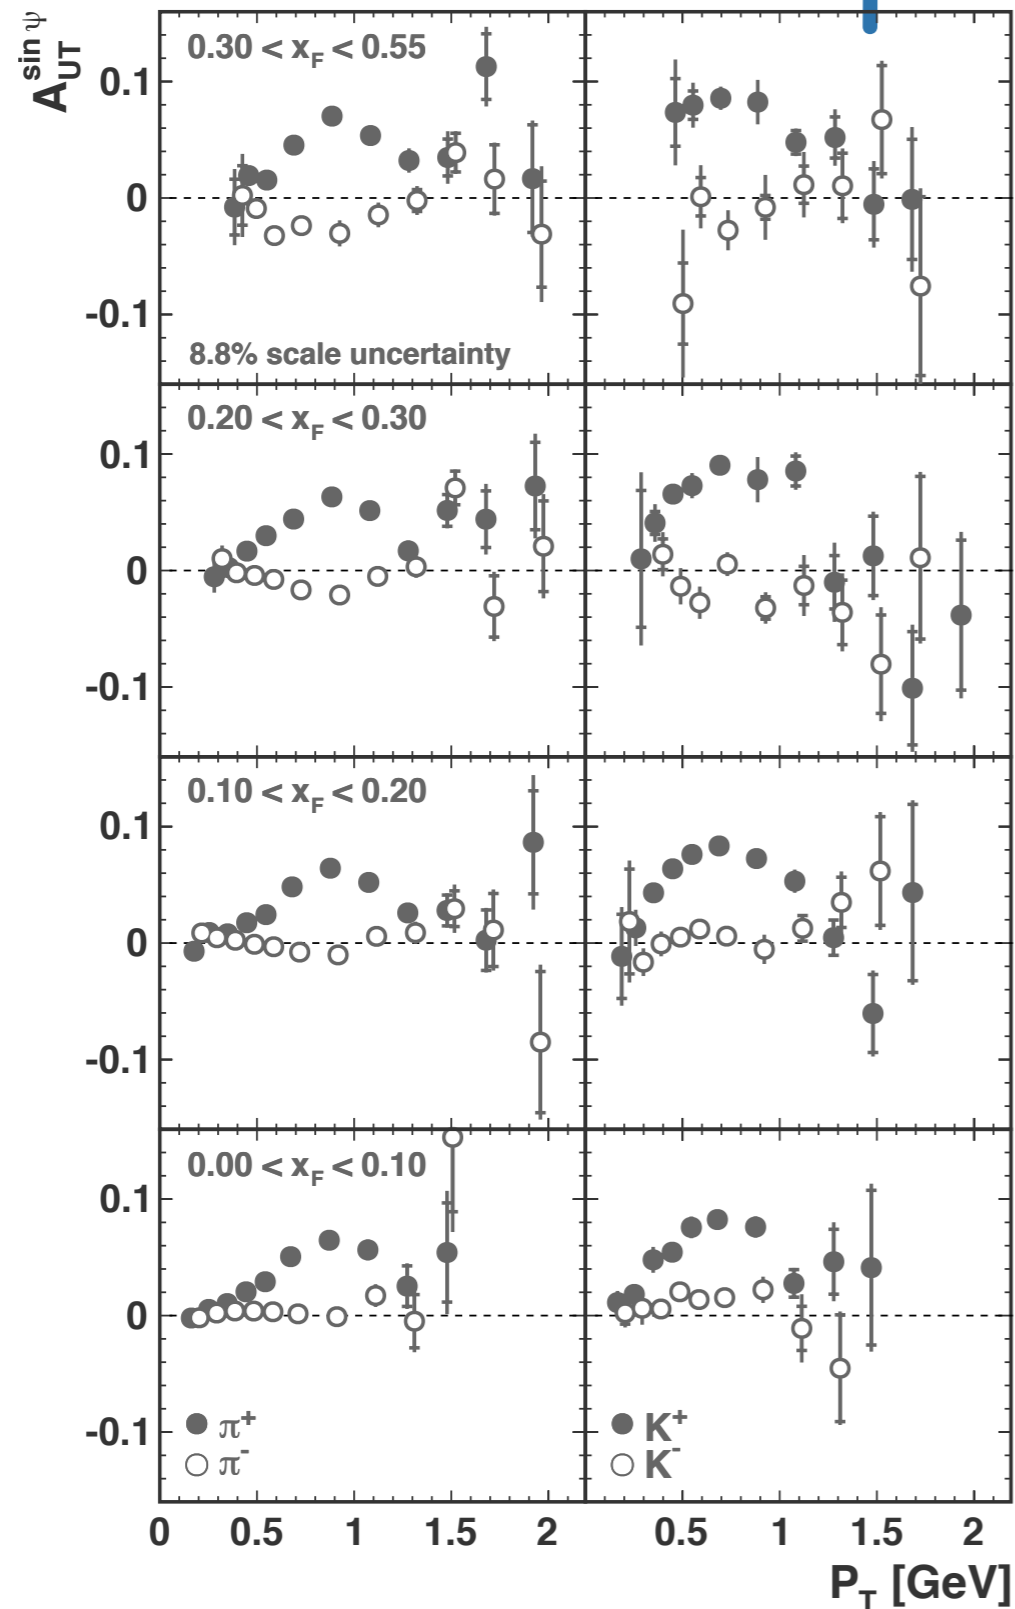 A_UT^sin ψ
0.30 < x_F < 0.55
0.1
0
-0.1
8.8% scale uncertainty
0.20 < x_F < 0.30
0.1
0
-0.1
0.10 < x_F < 0.20
0.1
0
-0.1
0.00 < x_F < 0.10
0.1
0
-0.1
π⁺ K⁺
π⁻ K⁻
0 0.5 1 1.5 2 0.5 1 1.5 2
P_T [GeV]